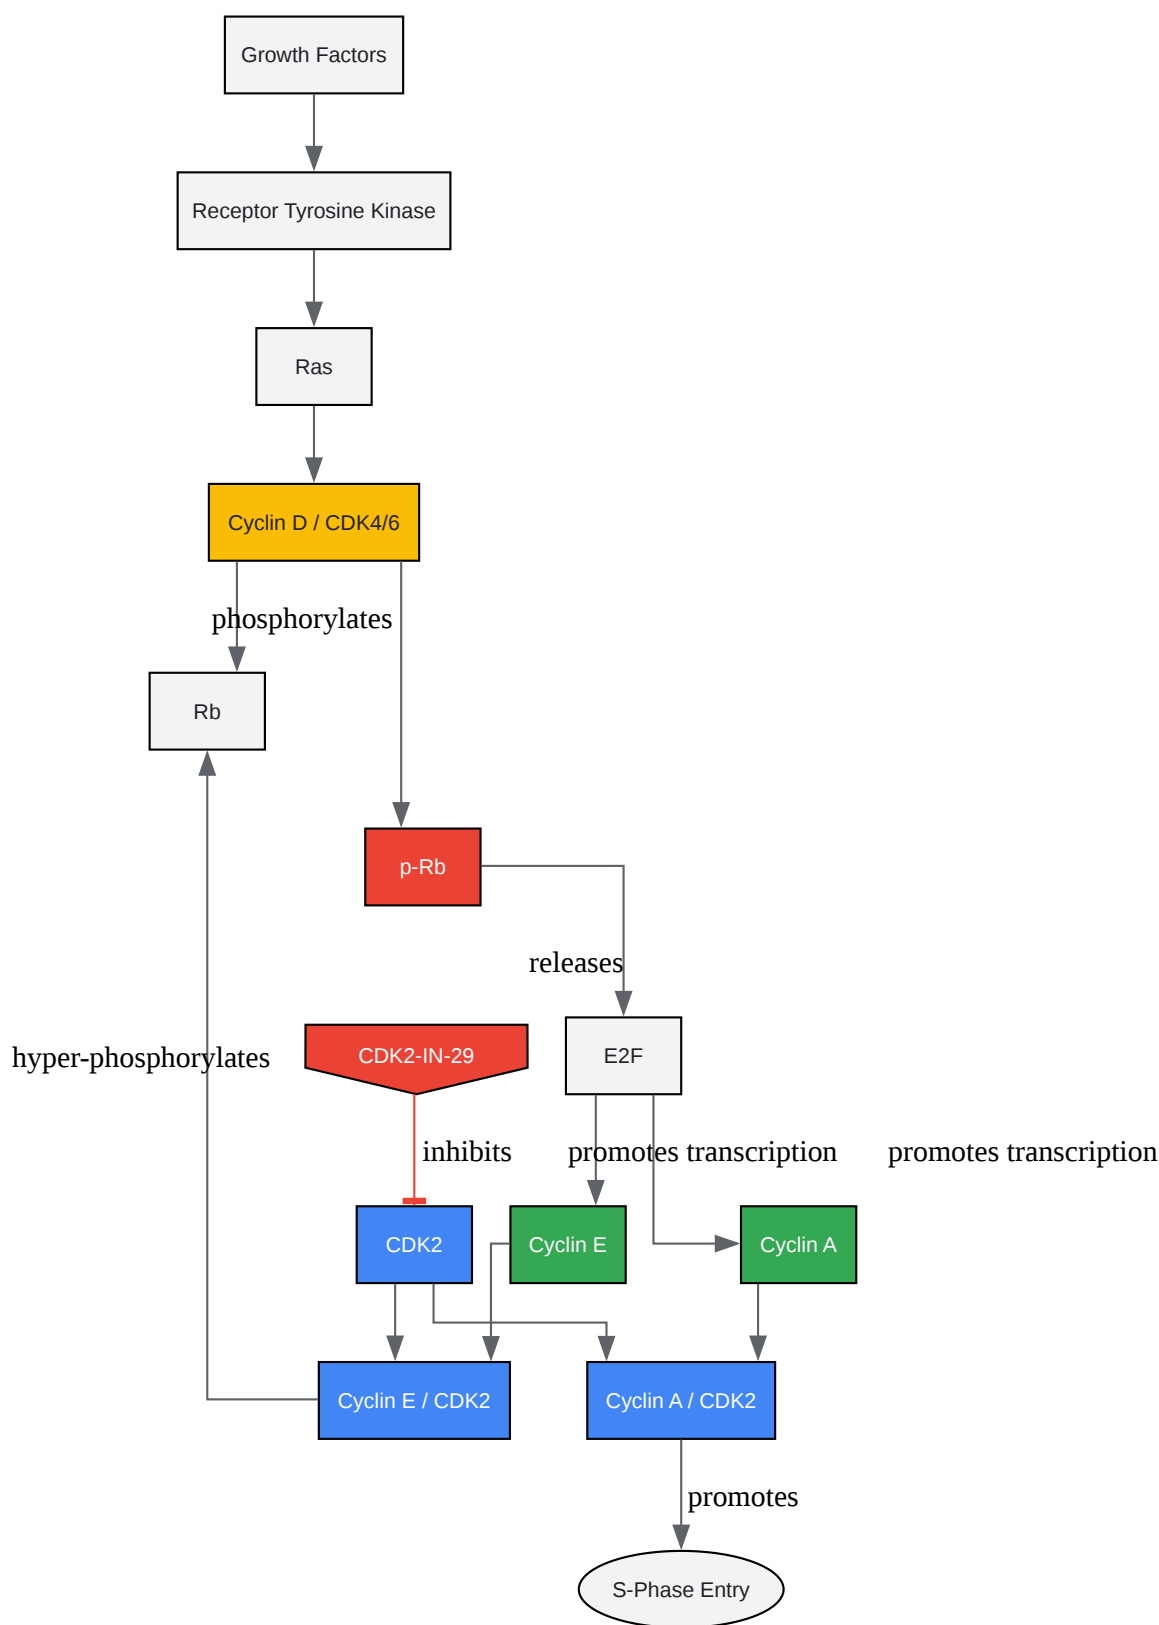 Growth Factors
Receptor Tyrosine Kinase
Ras
Cyclin D / CDK4/6
phosphorylates
Rb
p-Rb
releases
hyper-phosphorylates
CDK2-IN-29
E2F
inhibits
promotes transcription
promotes transcription
CDK2
Cyclin E
Cyclin A
Cyclin E / CDK2
Cyclin A / CDK2
promotes
S-Phase Entry